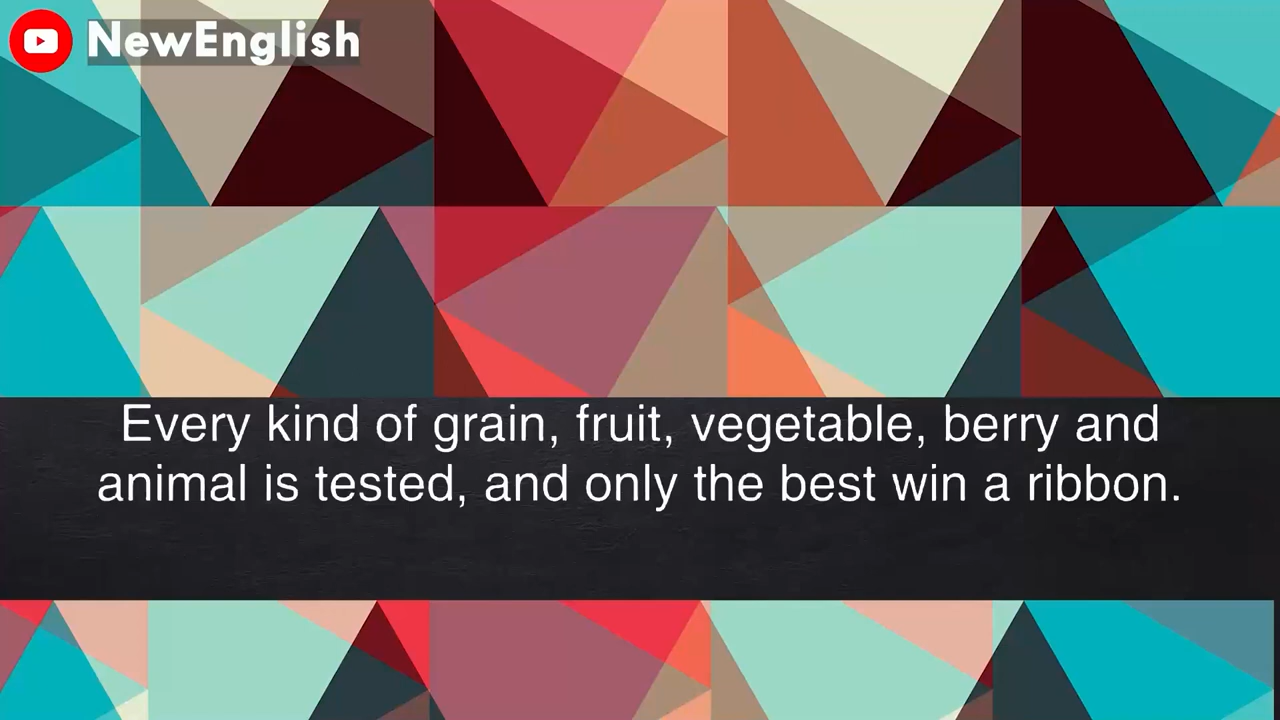 NewEnglish
Every kind of grain, fruit, vegetable, berry and
animal is tested, and only the best win a ribbon.